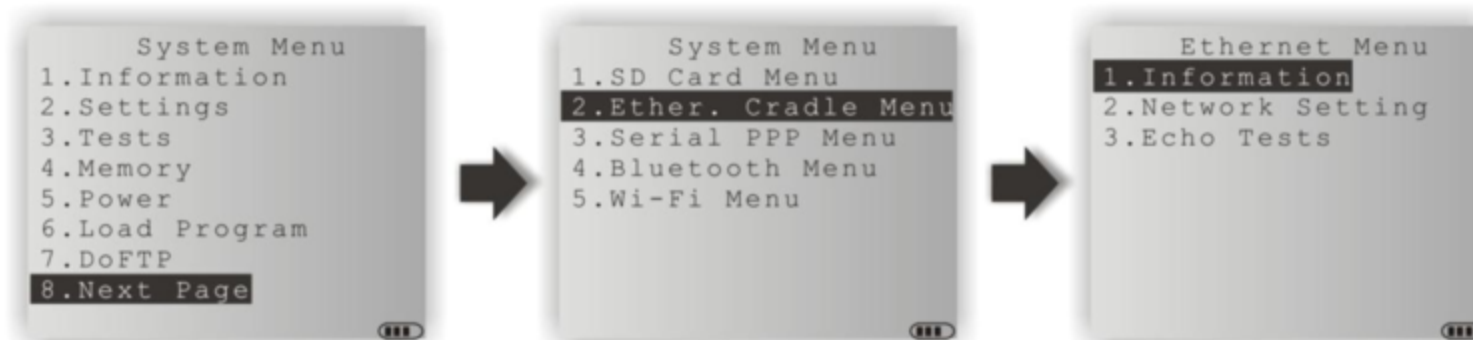 System Menu
1.Information
2.Settings
3.Tests
4.Memory
5.Power
6.Load Program
7.DoFTP
8.Next Page
System Menu
1.SD Card Menu
2.Ether. Cradle Menu
3.Serial PPP Menu
4.Bluetooth Menu
5.Wi-Fi Menu
Ethernet Menu
1.Information
2.Network Setting
3.Echo Tests